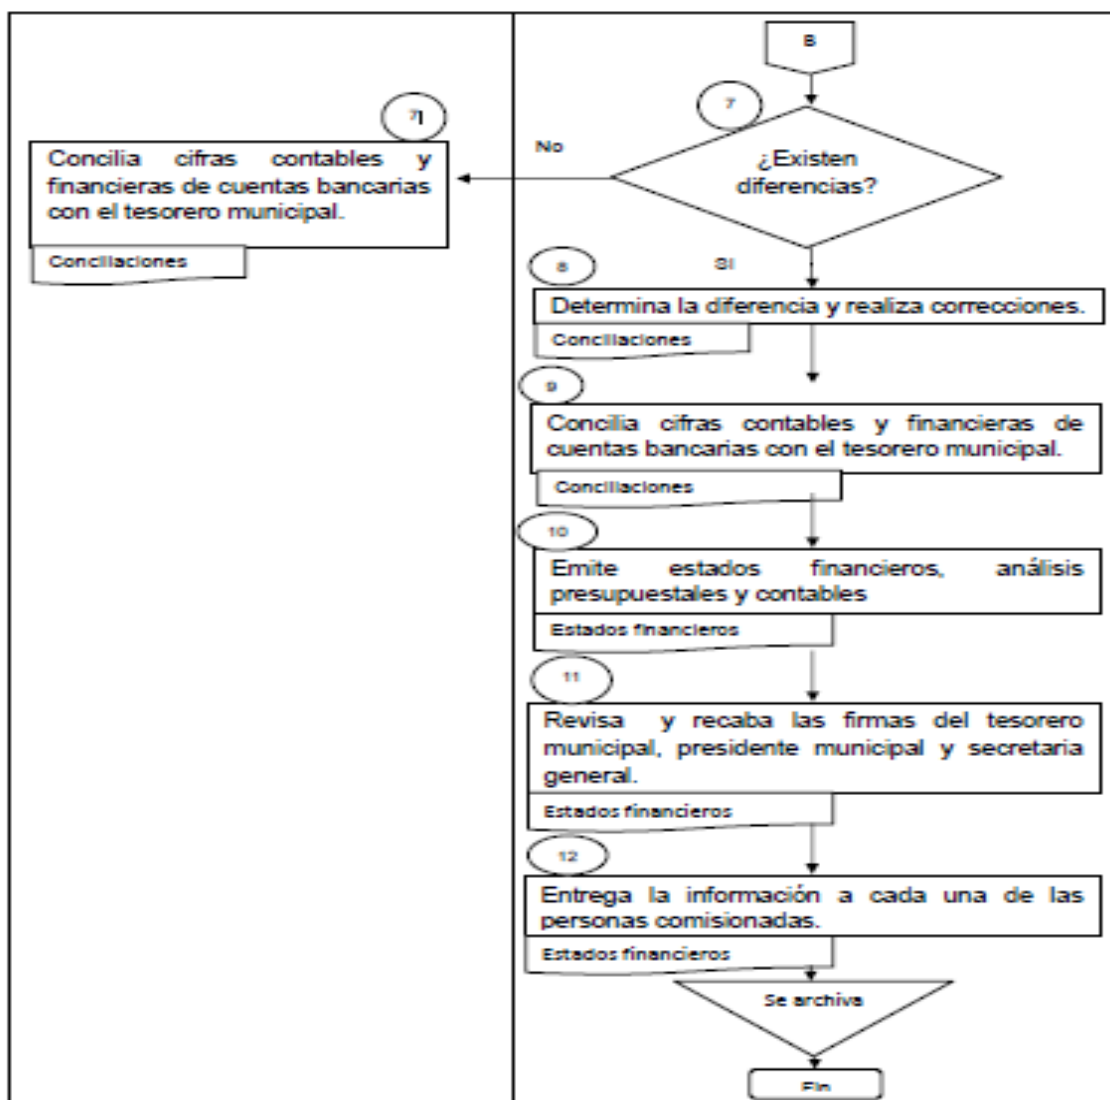 B
7
¿Existen
diferencias?
No
7
Concilia cifras contables y
financieras de cuentas bancarias
con el tesorero municipal.
Conciliaciones
SI
8
Determina la diferencia y realiza correcciones.
Conciliaciones
9
Concilia cifras contables y financieras de
cuentas bancarias con el tesorero municipal.
Conciliaciones
10
Emite estados financieros, análisis
presupuestales y contables
Estados financieros
11
Revisa y recaba las firmas del tesorero
municipal, presidente municipal y secretaria
general.
Estados financieros
12
Entrega la información a cada una de las
personas comisionadas.
Estados financieros
Se archiva
Fin